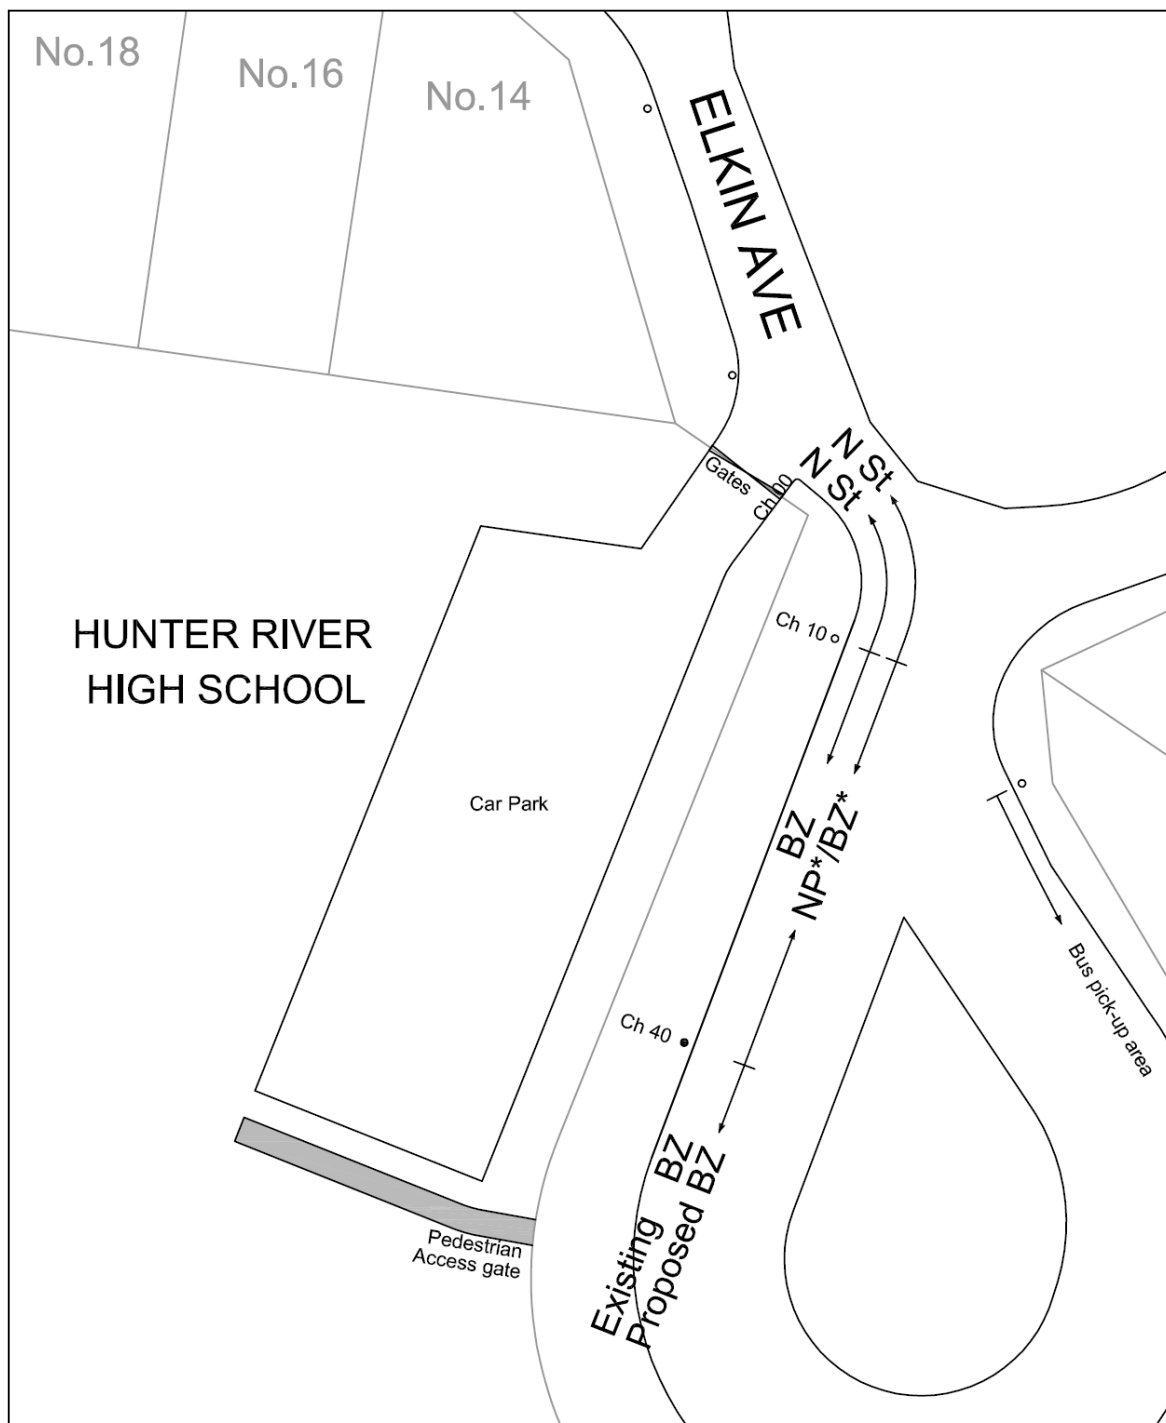 No.18
No.16
No.14
ELKIN AVE
N St
N St
Gates
Ch 00
HUNTER RIVER
HIGH SCHOOL
Ch 10
Car Park
BZ
NP*/BZ*
Bus pick-up area
Ch 40
Existing BZ
Proposed BZ
Pedestrian
Access gate